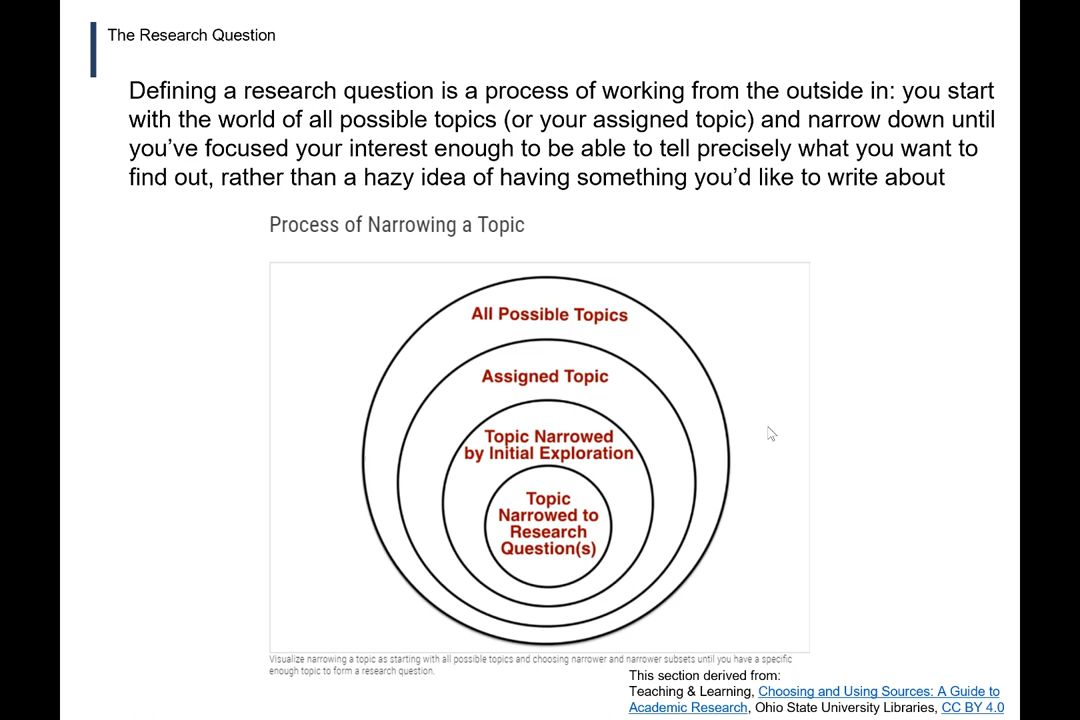 The Research Question
Defining a research question is a process of working from the outside in: you start
with the world of all possible topics (or your assigned topic) and narrow down until
you’ve focused your interest enough to be able to tell precisely what you want to
find out, rather than a hazy idea of having something you’d like to write about
Process of Narrowing a Topic
All Possible Topics
Assigned Topic
Topic Narrowed
by Initial Exploration
Topic
Narrowed to
Research
Question(s)
Visualize narrowing a topic as starting with all possible topics and choosing narrower and narrower subsets until you have a specific
enough topic to form a research question.
This section derived from:
Teaching & Learning, Choosing and Using Sources: A Guide to
Academic Research, Ohio State University Libraries, CC BY 4.0